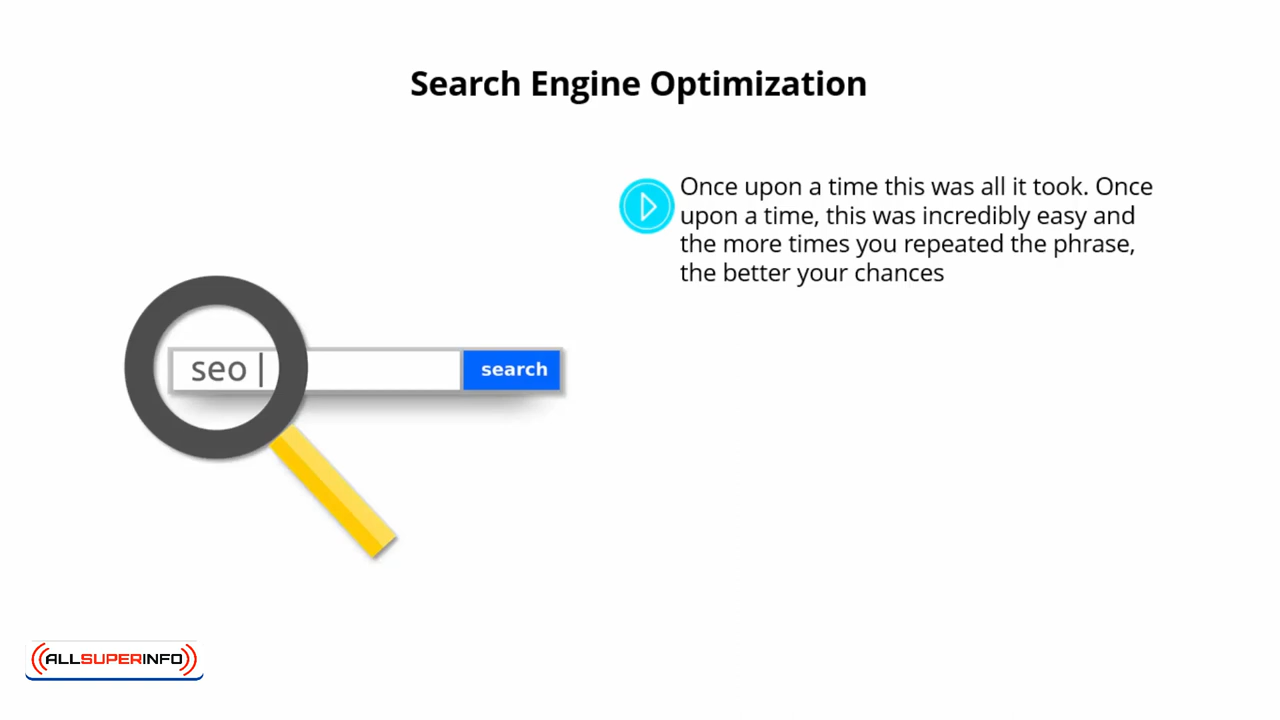 Search Engine Optimization
Once upon a time this was all it took. Once
upon a time, this was incredibly easy and
the more times you repeated the phrase,
the better your chances
seo
search
ALLSUPERINFO